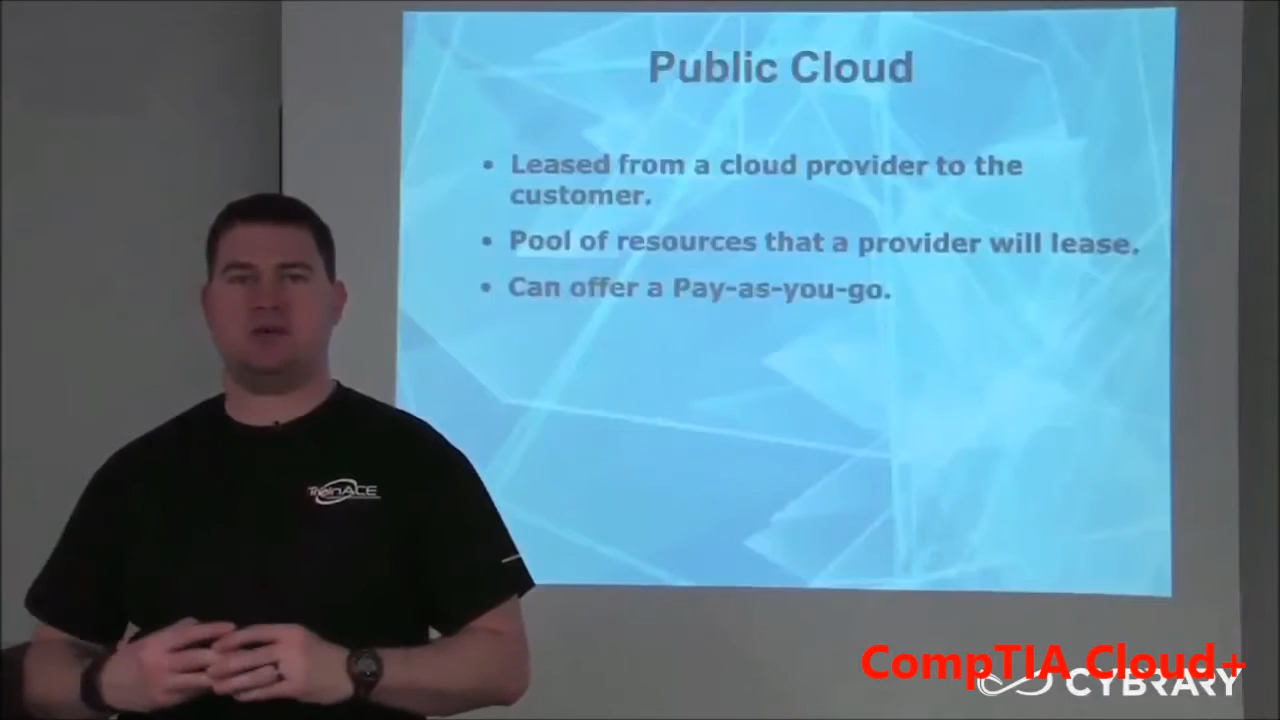 Public Cloud
• Leased from a cloud provider to the
customer.
• Pool of resources that a provider will lease.
• Can offer a Pay-as-you-go.
TrainACE
CompTIA Cloud+
CYBRARY